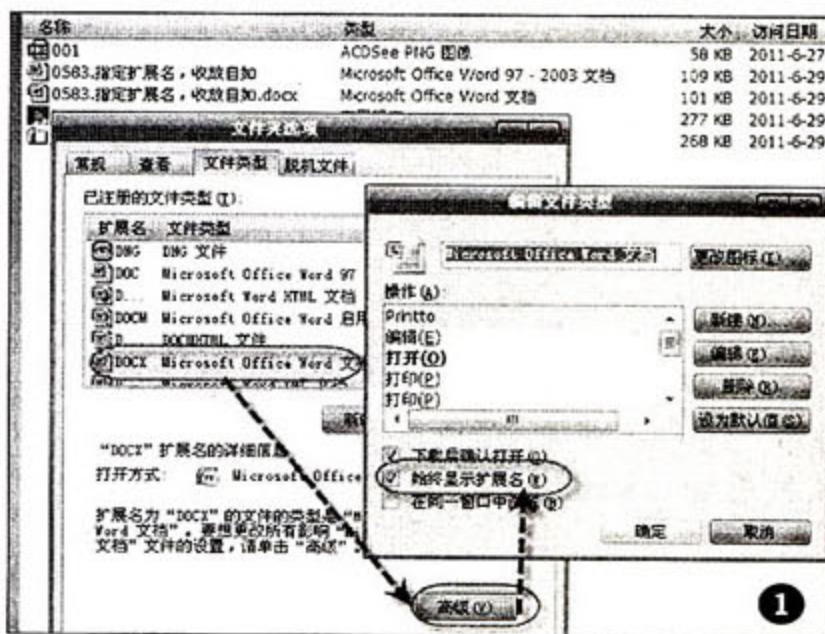 名称 类型 大小 访问日期
001 ACDSee PNG 图像 58 KB 2011-6-27
0583.指定扩展名，收放自如 Microsoft Office Word 97 - 2003 文档 109 KB 2011-6-29
0583.指定扩展名，收放自如.docx Microsoft Office Word 文档 101 KB 2011-6-29
277 KB 2011-6-29
268 KB 2011-6-29
文件夹选项
常规 查看 文件类型 脱机文件
已注册的文件类型(T):
扩展名 文件类型
DNG DNG 文件
DOC Microsoft Office Word 97
D... Microsoft Word HTML 文档
DOCM Microsoft Office Word 启用
D... DOCMHTML 文件
DOCX Microsoft Office Word 文
“DOCX”扩展名的详细信息
打开方式: Microsoft Office
扩展名为“DOCX”的文件的类型是“M
Word 文档”。要想更改所有影响“
文档”文件的设置，请单击“高级”。
高级(V)
编辑文件类型
Microsoft Office Word 更改图标(I)...
操作(A):
Printto
编辑(E)
打开(O)
打印(P)
打印(P)
新建(N)...
编辑(E)...
删除(R)
设为默认值(S)
下载后确认打开(O)
始终显示扩展名(W)
在同一窗口中浏览(B)
确定 取消
1